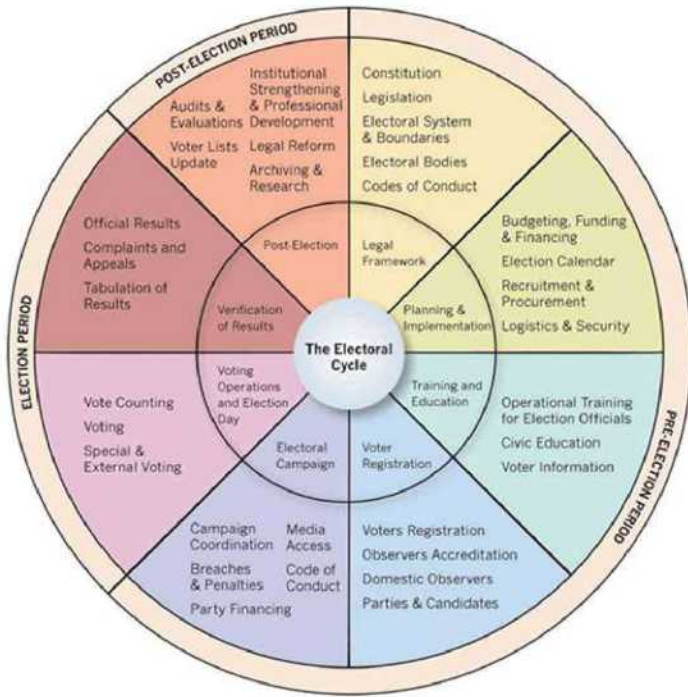 The Electoral
Cycle
POST-ELECTION PERIOD
ELECTION PERIOD
PRE-ELECTION PERIOD
Legal
Framework
Constitution
Legislation
Electoral System
& Boundaries
Electoral Bodies
Codes of Conduct
Planning &
Implementation
Budgeting, Funding
& Financing
Election Calendar
Recruitment &
Procurement
Logistics & Security
Training and
Education
Operational Training
for Election Officials
Civic Education
Voter Information
Voter
Registration
Voters Registration
Observers Accreditation
Domestic Observers
Parties & Candidates
Electoral
Campaign
Campaign
Coordination
Breaches
& Penalties
Party Financing
Media
Access
Code of
Conduct
Voting
Operations
and Election
Day
Vote Counting
Voting
Special &
External Voting
Verification
of Results
Official Results
Complaints and
Appeals
Tabulation of
Results
Post-Election
Audits &
Evaluations
Voter Lists
Update
Institutional
Strengthening
& Professional
Development
Legal Reform
Archiving &
Research